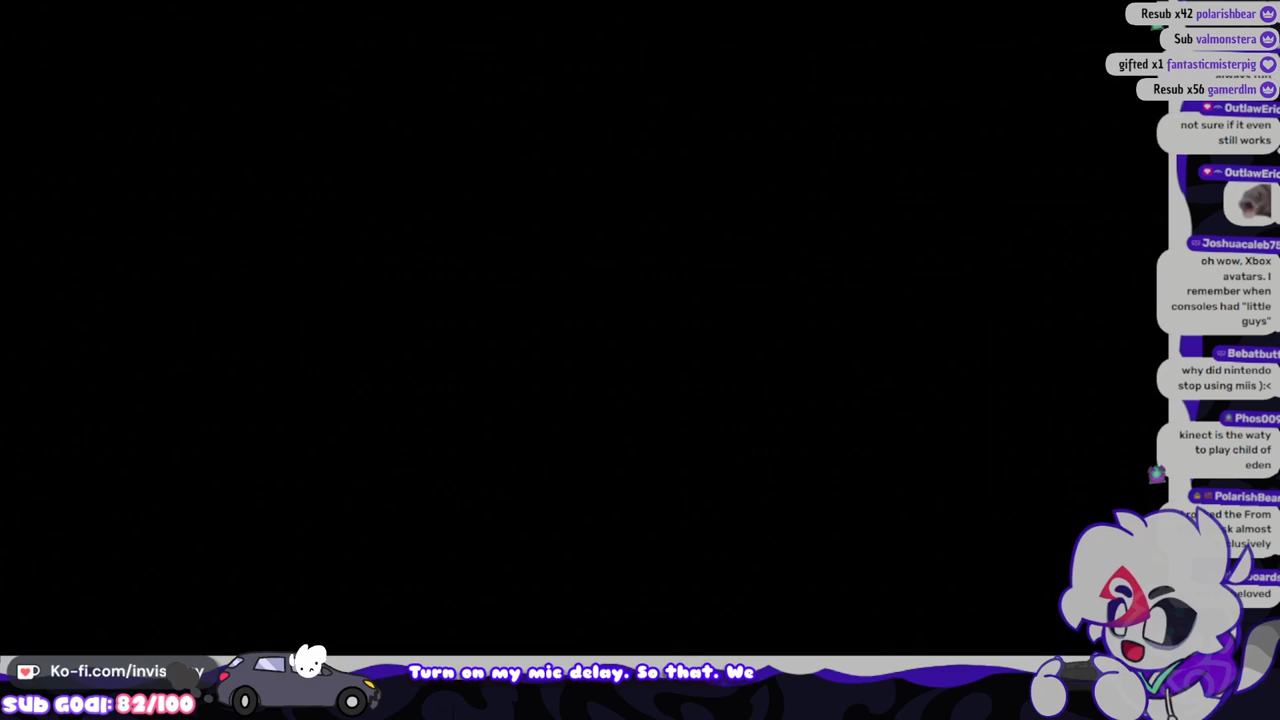 Resub x42 polarishbear
Sub valmonstera
gifted x1 fantasticmisterpig
Resub x56 gamerdlm
OutlawEric
not sure if it even
still works
OutlawEric
Joshuacaleb75
oh wow, Xbox
avatars. I
remember when
consoles had "little
guys"
Bebatbutt
why did nintendo
stop using miis ):<
Phos009
kinect is the waty
to play child of
eden
PolarishBear
the From
almost
Turn on my mic delay. So that. We
Ko-fi.com/invis
SUB GOAL: 82/100